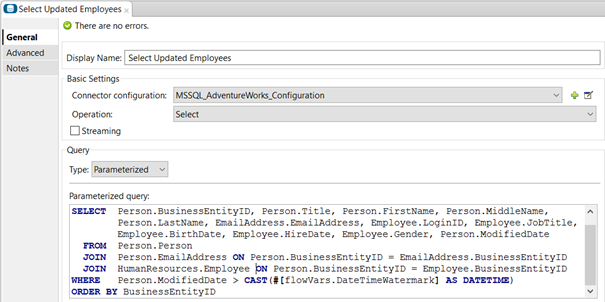 Select Updated Employees
General
Advanced
Notes
There are no errors.
Display Name: Select Updated Employees
Basic Settings
Connector configuration: MSSQL_AdventureWorks_Configuration
Operation: Select
Streaming
Query
Type: Parameterized
Parameterized query:
SELECT Person.BusinessEntityID, Person.Title, Person.FirstName, Person.MiddleName,
Person.LastName, EmailAddress.EmailAddress, Employee.LoginID, Employee.JobTitle,
Employee.BirthDate, Employee.HireDate, Employee.Gender, Person.ModifiedDate
FROM Person.Person
JOIN Person.EmailAddress ON Person.BusinessEntityID = EmailAddress.BusinessEntityID
JOIN HumanResources.Employee ON Person.BusinessEntityID = Employee.BusinessEntityID
WHERE Person.ModifiedDate > CAST(#[flowVars.DateTimeWatermark] AS DATETIME)
ORDER BY BusinessEntityID